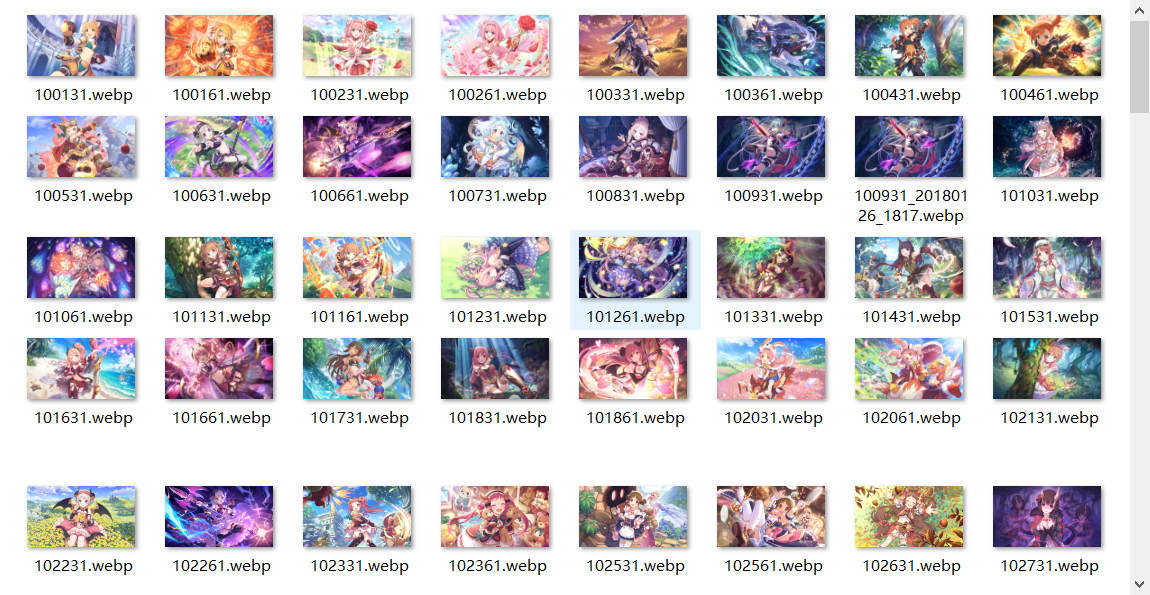 100131.webp 100161.webp 100231.webp 100261.webp 100331.webp 100361.webp 100431.webp 100461.webp
100531.webp 100631.webp 100661.webp 100731.webp 100831.webp 100931.webp 100931_201801 101031.webp
26_1817.webp
101061.webp 101131.webp 101161.webp 101231.webp 101261.webp 101331.webp 101431.webp 101531.webp
101631.webp 101661.webp 101731.webp 101831.webp 101861.webp 102031.webp 102061.webp 102131.webp
102231.webp 102261.webp 102331.webp 102361.webp 102531.webp 102561.webp 102631.webp 102731.webp